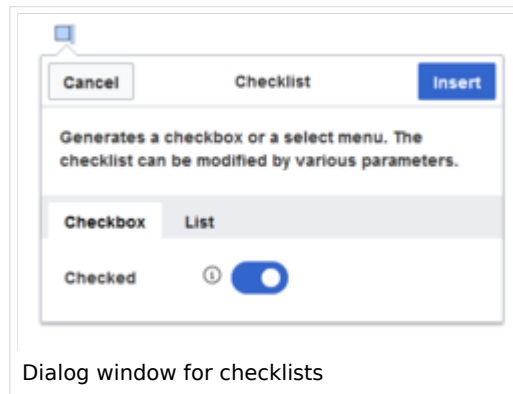 Cancel Checklist Insert
Generates a checkbox or a select menu. The
checklist can be modified by various parameters.
Checkbox List
Checked
Dialog window for checklists